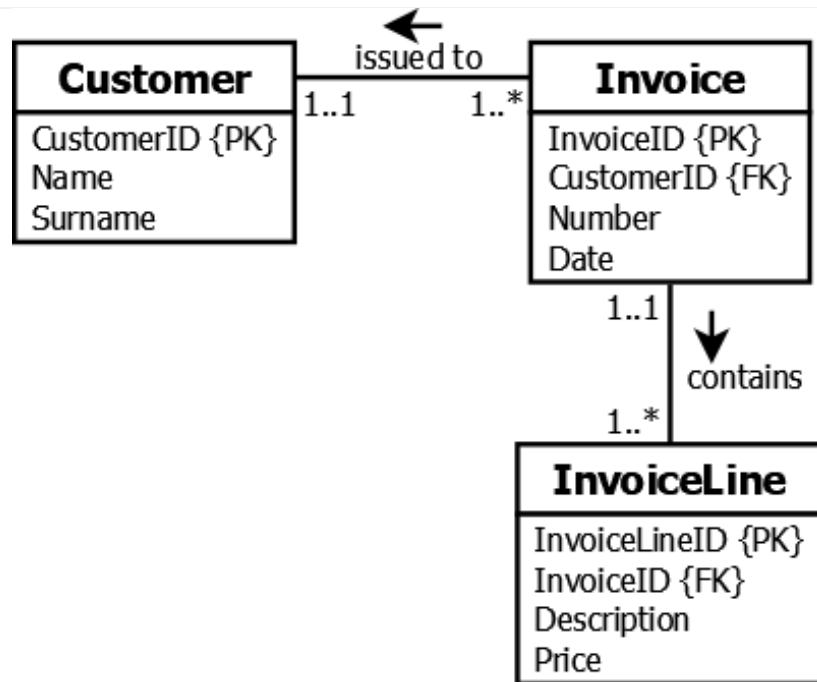 issued to
Customer
1..1
1..*
Invoice
CustomerID {PK}
Name
Surname
InvoiceID {PK}
CustomerID {FK}
Number
Date
1..1
contains
1..*
InvoiceLine
InvoiceLineID {PK}
InvoiceID {FK}
Description
Price